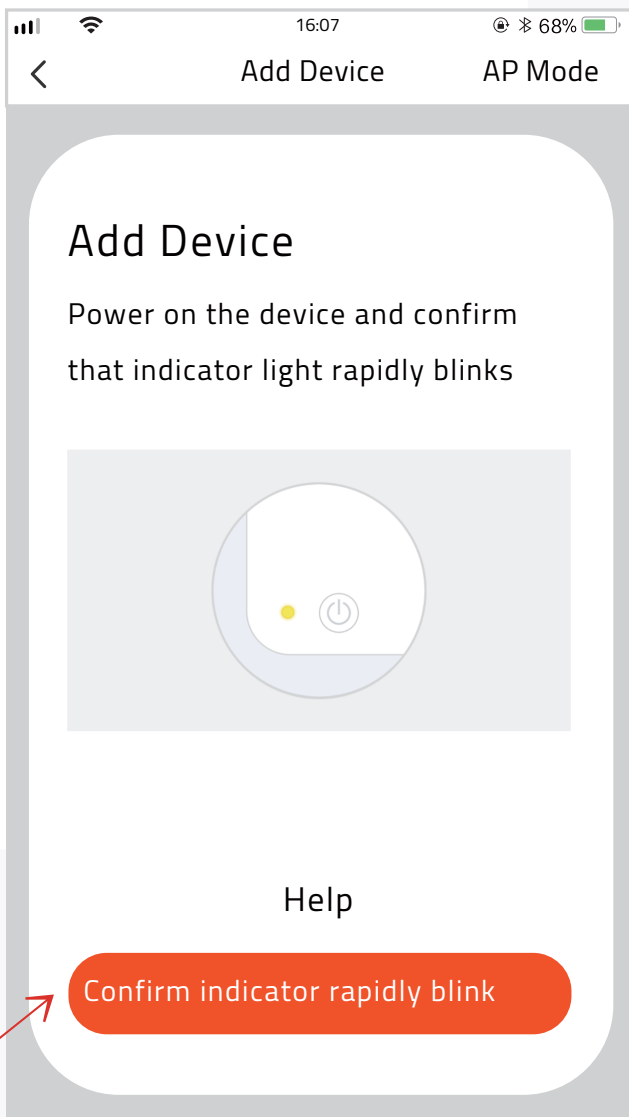 16:07
68%
Add Device
AP Mode
Add Device
Power on the device and confirm
that indicator light rapidly blinks
Help
Confirm indicator rapidly blink